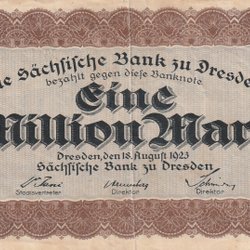 ne Sächsische Bank zu Dresde
bezahlt gegen diese Banknote
Eine
Million Mar
Dresden, den 18. August 1923
Sächsische Bank zu Dresden
Staatsvertreter Direktor Direktor